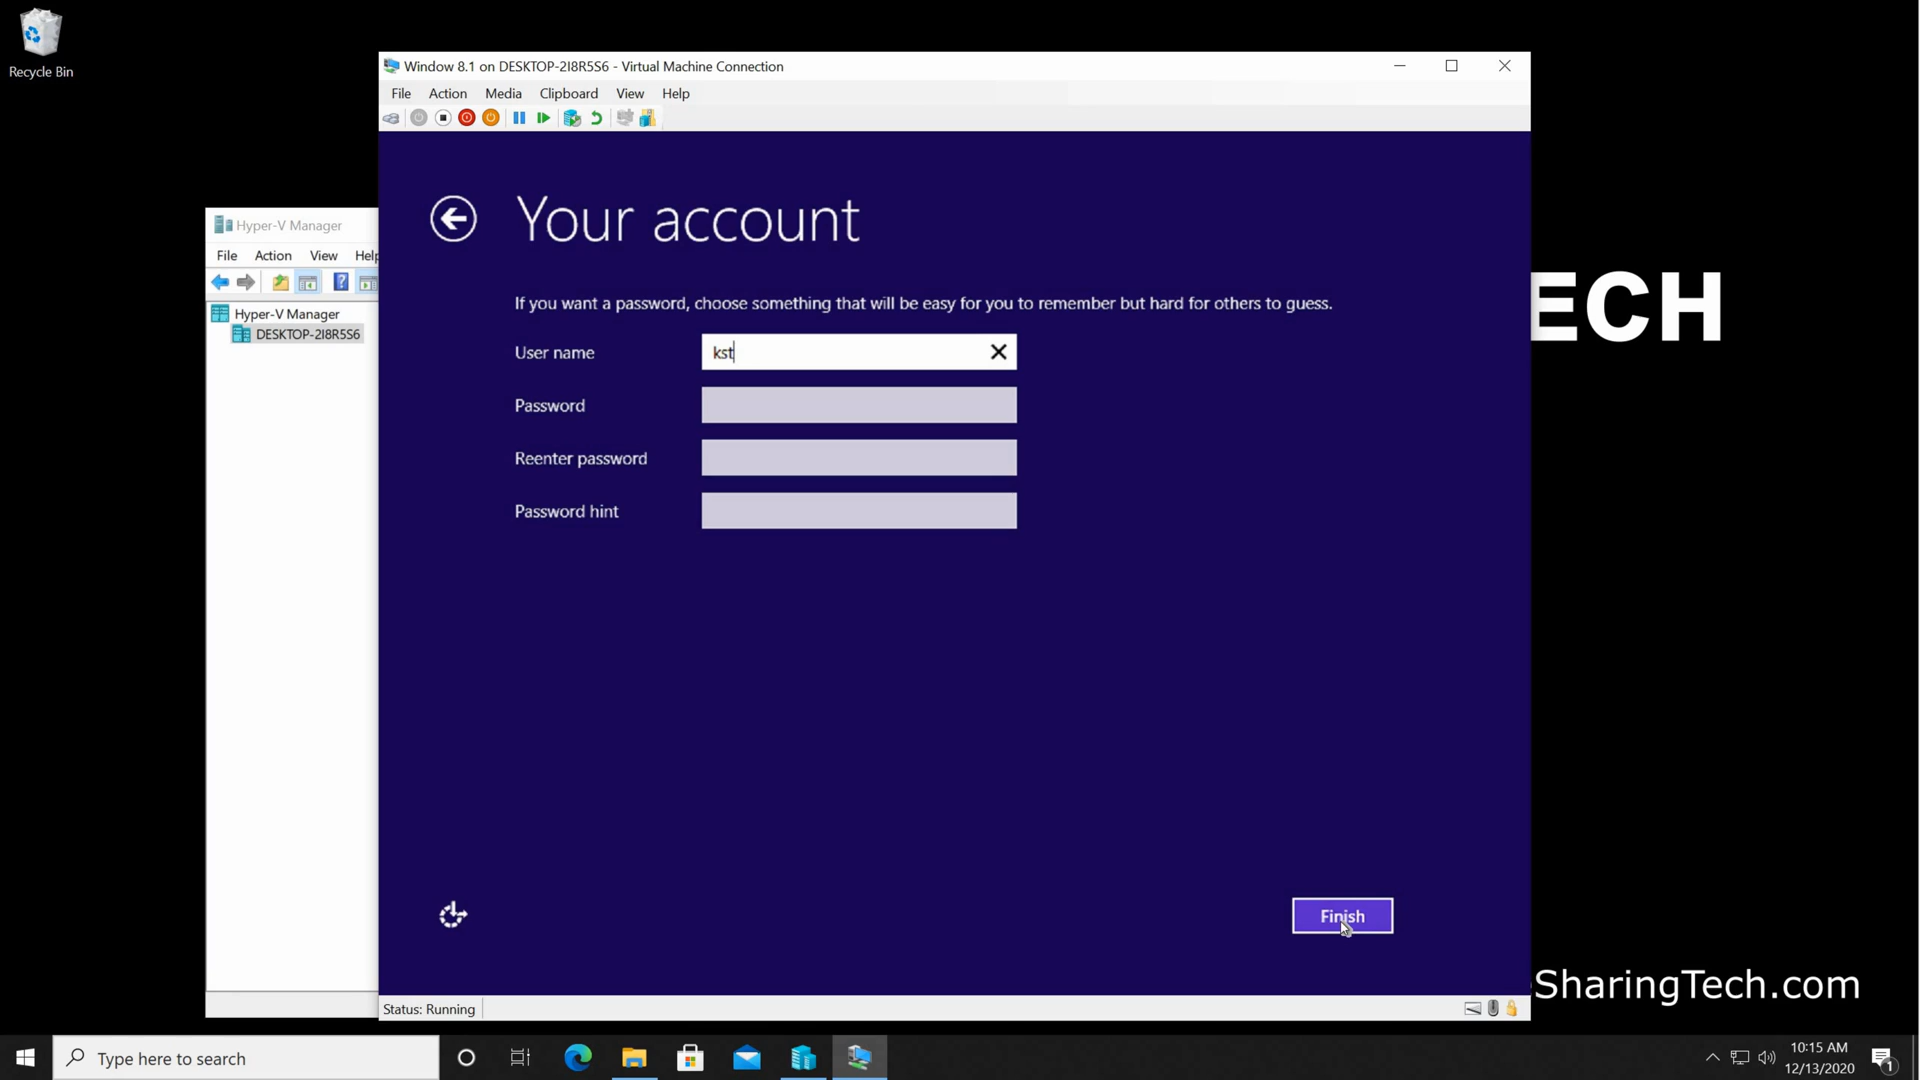 Recycle Bin
Window 8.1 on DESKTOP-2I8R5S6 - Virtual Machine Connection
File Action Media Clipboard View Help
Hyper-V Manager
File Action View Help
Hyper-V Manager
DESKTOP-2I8R5S6
Your account
If you want a password, choose something that will be easy for you to remember but hard for others to guess.
User name kst
Password
Reenter password
Password hint
Finish
ECH
SharingTech.com
Status: Running
Type here to search
10:15 AM
12/13/2020
1